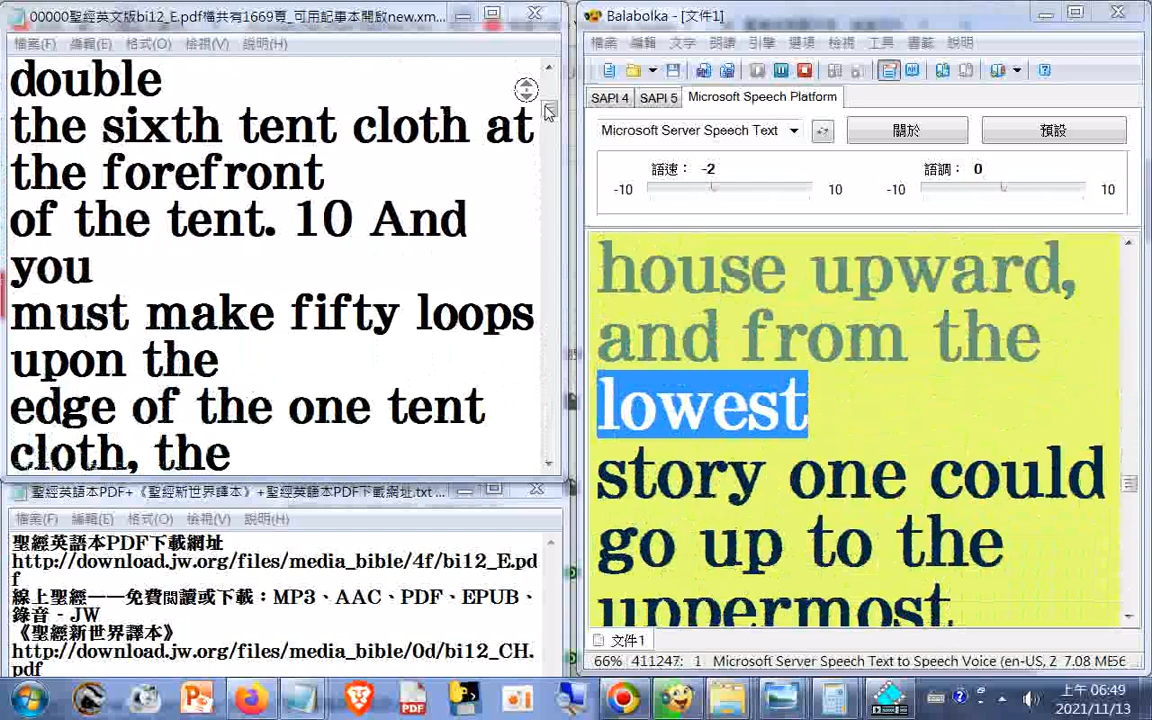 00000聖經英文版bi12_E.pdf檔共有1669頁_可用記事本開啟new.xm...
檔案(F) 編輯(E) 格式(O) 檢視(V) 說明(H)
double
the sixth tent cloth at
the forefront
of the tent. 10 And
you
must make fifty loops
upon the
edge of the one tent
cloth, the
聖經英語本PDF+《聖經新世界譯本》+聖經英語本PDF下載網址.txt ...
檔案(F) 編輯(E) 格式(O) 檢視(V) 說明(H)
聖經英語本PDF下載網址
http://download.jw.org/files/media_bible/4f/bi12_E.pd
f
線上聖經——免費閱讀或下載：MP3、AAC、PDF、EPUB、
錄音 - JW
《聖經新世界譯本》
http://download.jw.org/files/media_bible/0d/bi12_CH.
pdf
Balabolka - [文件1]
檔案 編輯 文字 朗讀 引擎 選項 檢視 工具 書籤 說明
SAPI 4 SAPI 5 Microsoft Speech Platform
Microsoft Server Speech Text 關於 預設
語速： -2 語調： 0
-10 10 -10 10
house upward,
and from the
lowest
story one could
go up to the
uppermost
文件1
66% 411247: 1 Microsoft Server Speech Text to Speech Voice (en-US, 2 7.08 МБ
上午 06:49
2021/11/13